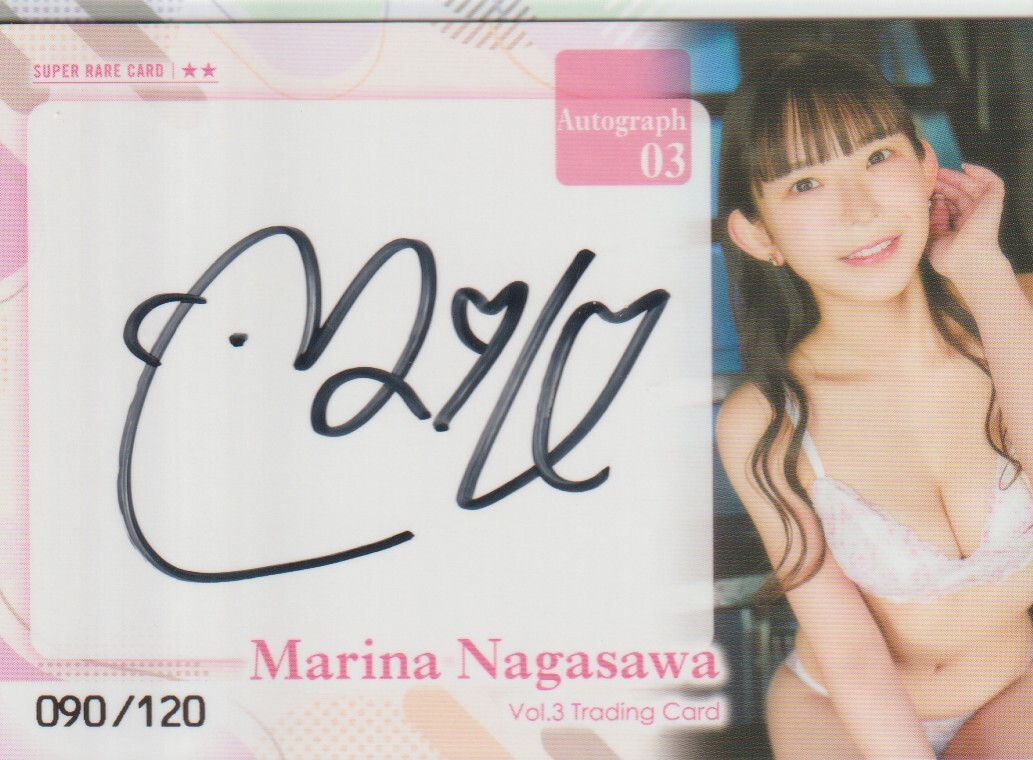 SUPER RARE CARD | ★★
Autograph
03
Marina Nagasawa
Vol.3 Trading Card
090/120